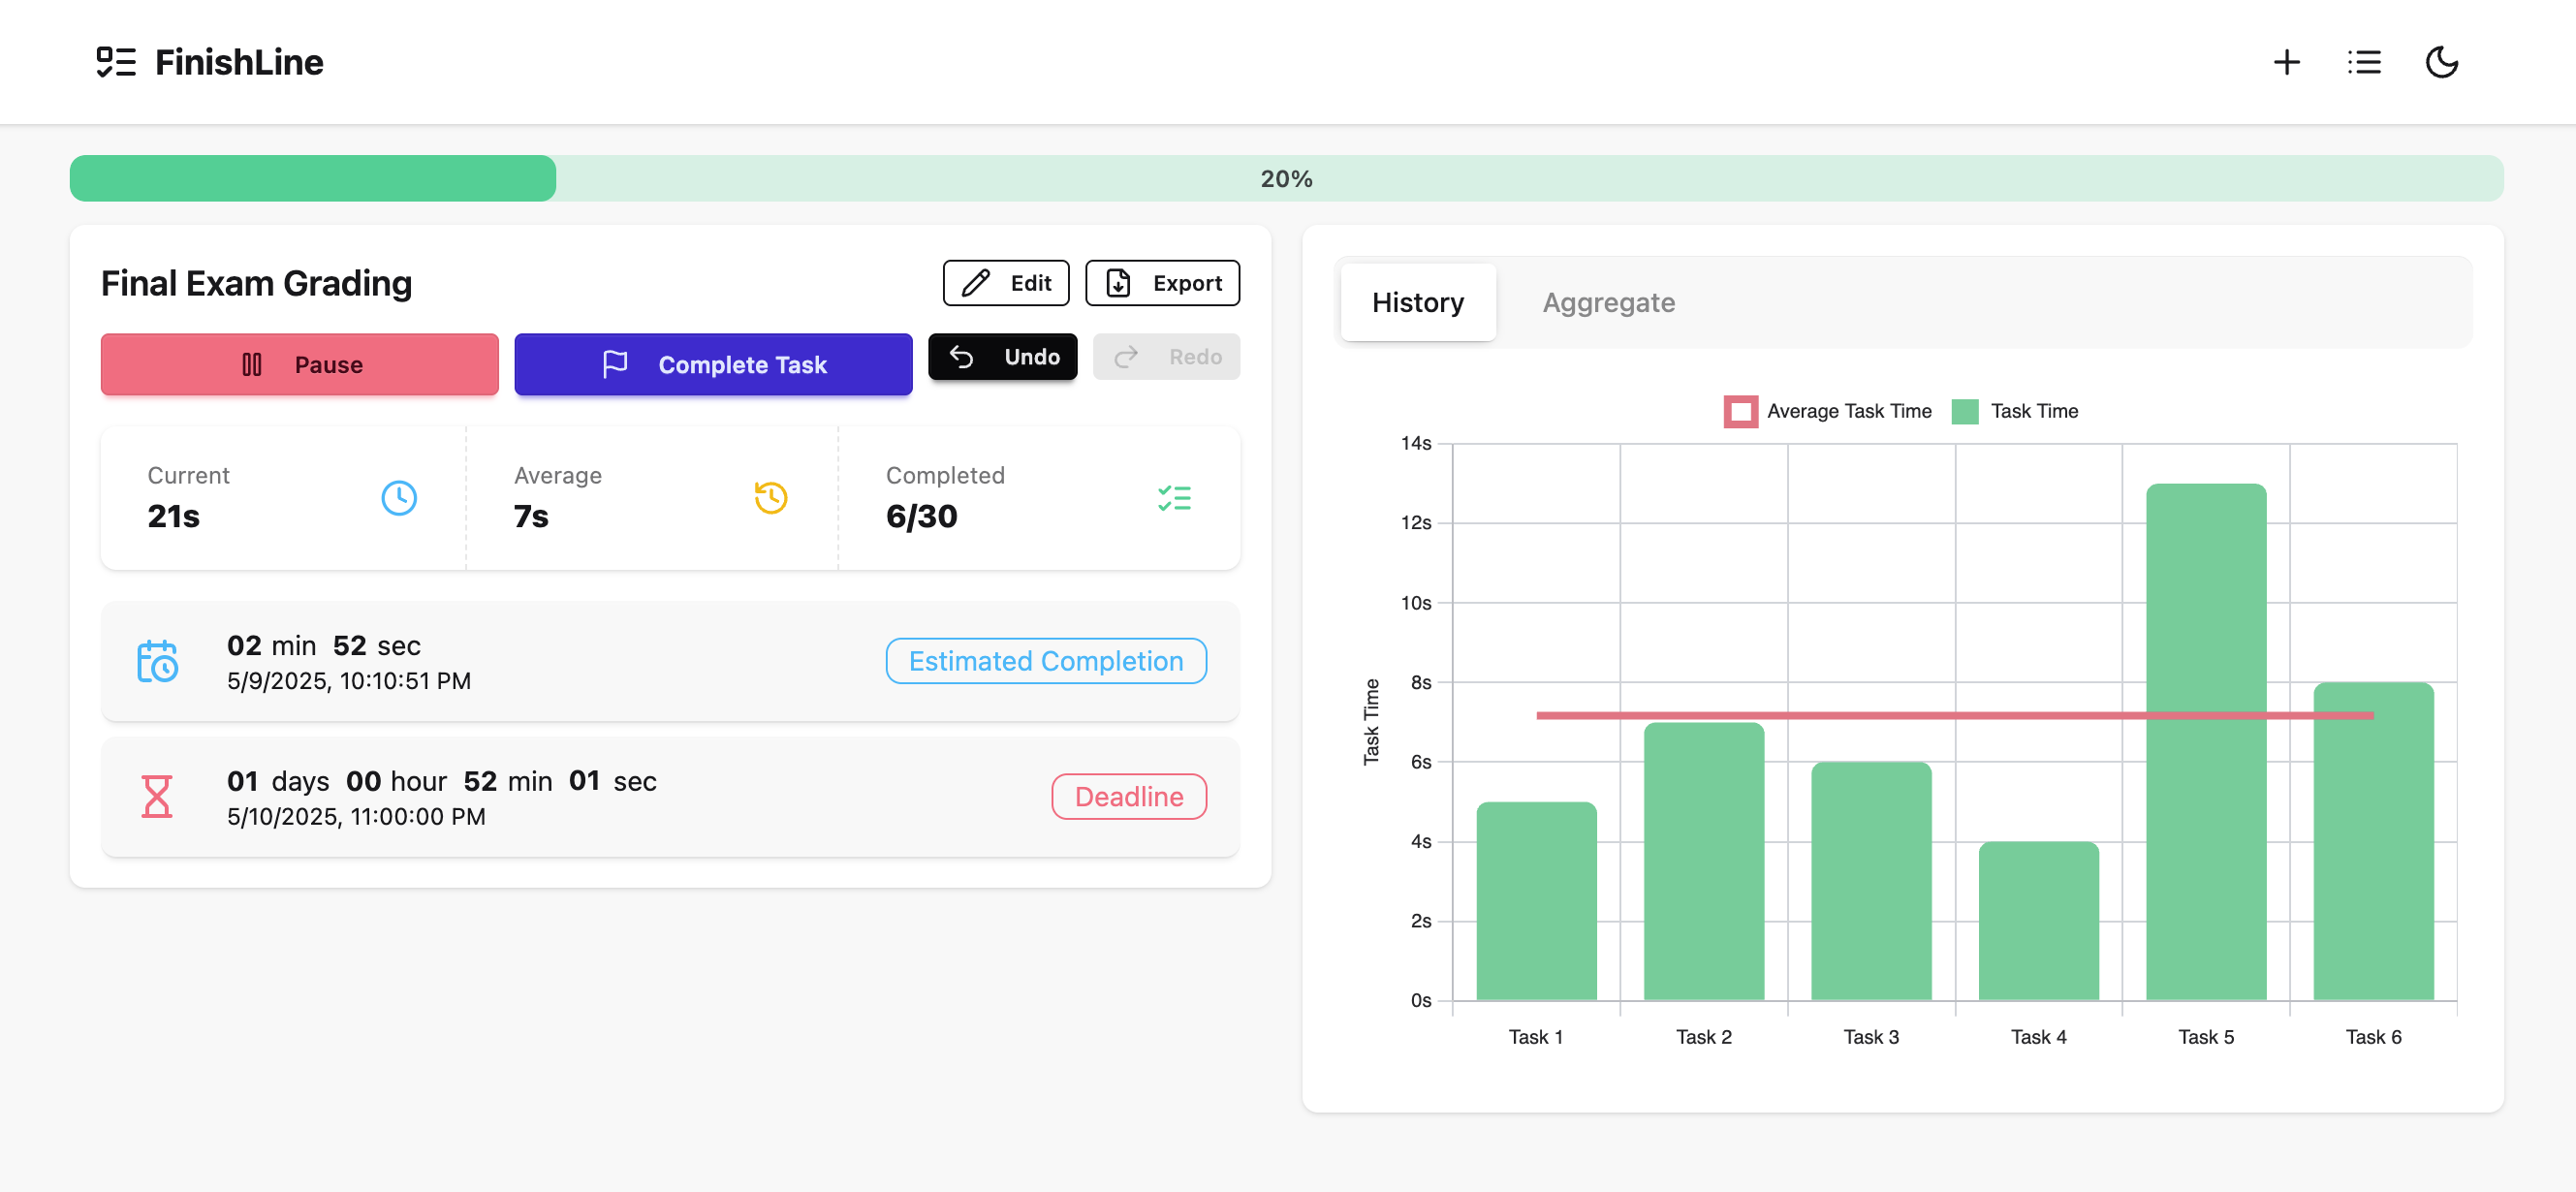 FinishLine
20%
Final Exam Grading
Edit
Export
Pause
Complete Task
Undo
Redo
Current
21s
Average
7s
Completed
6/30
02 min 52 sec
5/9/2025, 10:10:51 PM
Estimated Completion
01 days 00 hour 52 min 01 sec
5/10/2025, 11:00:00 PM
Deadline
History
Aggregate
Average Task Time
Task Time
14s
12s
10s
8s
6s
4s
2s
0s
Task Time
Task 1
Task 2
Task 3
Task 4
Task 5
Task 6